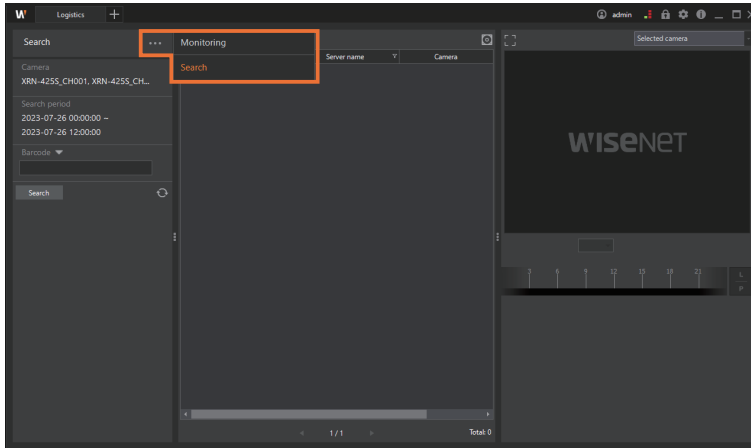 W Logistics admin
Search ...
Monitoring
Search
Server name Camera
Selected camera
Camera
XRN-425S_CH001, XRN-425S_CH...
Search period
2023-07-26 00:00:00 ~
2023-07-26 12:00:00
Barcode
Search
WISENET
3 6 9 12 15 18 21
L
P
1 / 1
Total: 0